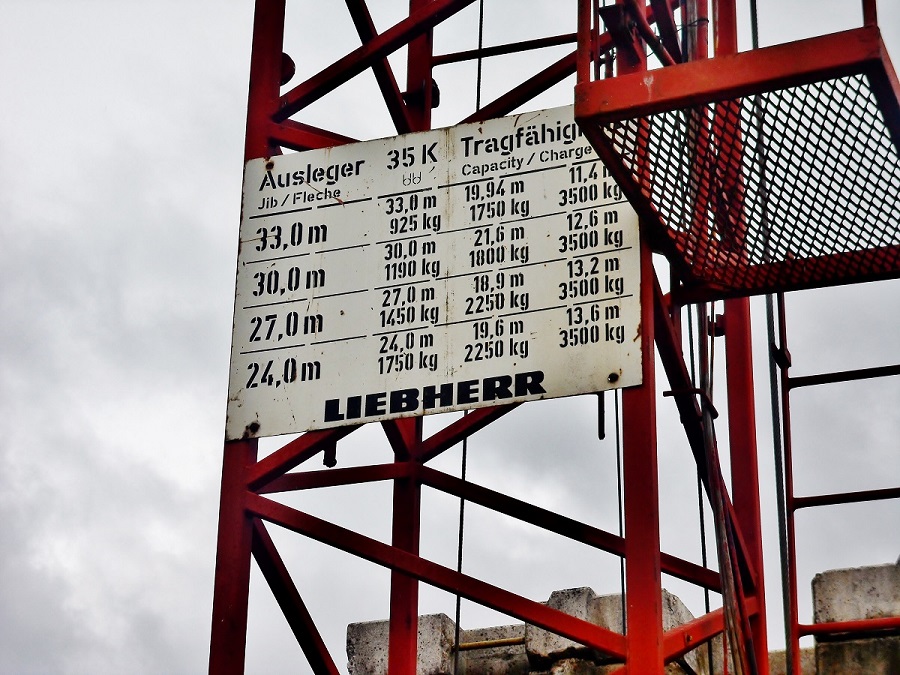 Ausleger 35 K Tragfähig
Jib / Fleche Capacity / Charge
33,0 m 33,0 m 19,94 m 11,4 m
925 kg 1750 kg 3500 kg
30,0 m 30,0 m 21,6 m 12,6 m
1190 kg 1800 kg 3500 kg
27,0 m 27,0 m 18,9 m 13,2 m
1450 kg 2250 kg 3500 kg
24,0 m 24,0 m 19,6 m 13,6 m
1750 kg 2250 kg 3500 kg
LIEBHERR